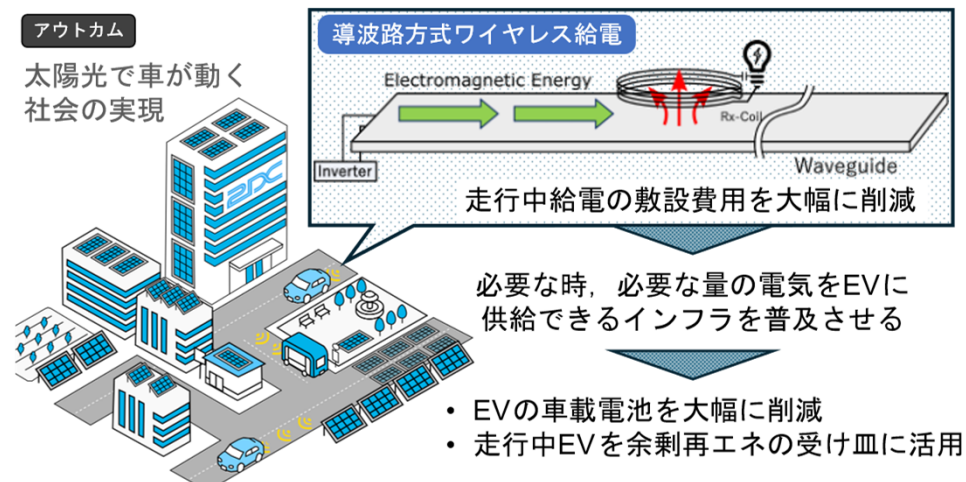 アウトカム
太陽光で車が動く
社会の実現
導波路方式ワイヤレス給電
Electromagnetic Energy
Rx-Coil
Inverter
Waveguide
走行中給電の敷設費用を大幅に削減
必要な時，必要な量の電気をEVに
供給できるインフラを普及させる
• EVの車載電池を大幅に削減
• 走行中EVを余剰再エネの受け皿に活用